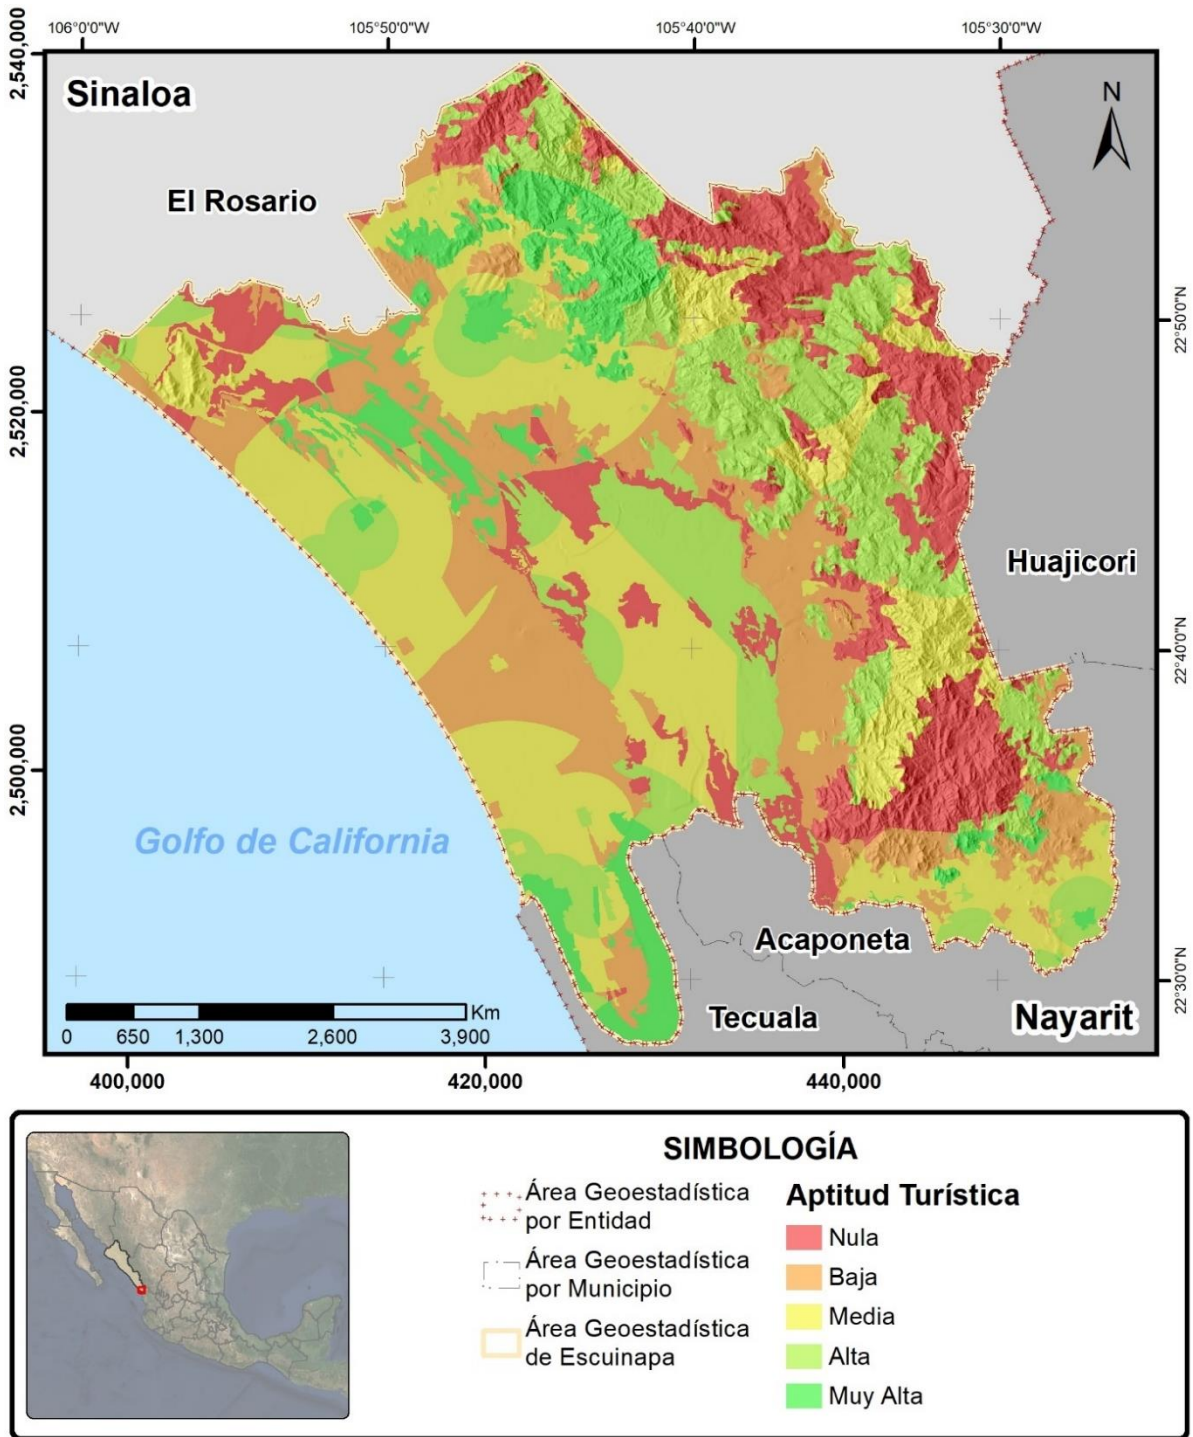 106°0'0"W 105°50'0"W 105°40'0"W 105°30'0"W
2,540,000
Sinaloa
N
El Rosario
22°50'0"N
2,520,000
Huajicori
22°40'0"N
2,500,000
Golfo de California
Acaponeta
22°30'0"N
Tecuala
Nayarit
Km
0 650 1,300 2,600 3,900
400,000 420,000 440,000
SIMBOLOGÍA
Área Geoestadística
por Entidad
Área Geoestadística
por Municipio
Área Geoestadística
de Escuinapa
Aptitud Turística
Nula
Baja
Media
Alta
Muy Alta